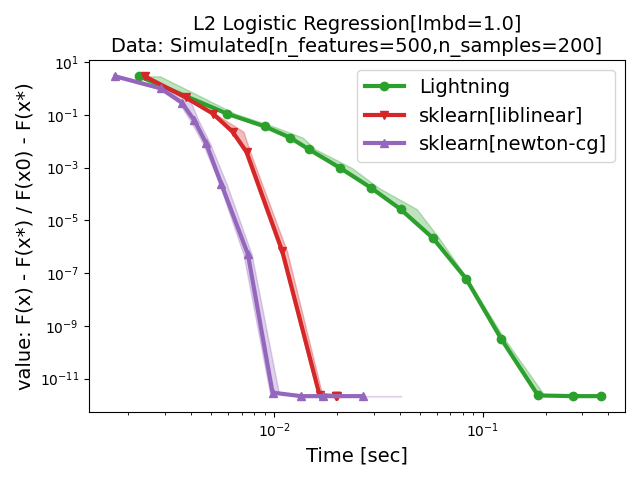 L2 Logistic Regression[lmbd=1.0]
Data: Simulated[n_features=500,n_samples=200]
value: F(x) - F(x*) / F(x0) - F(x*)
10¹
10⁻¹
10⁻³
10⁻⁵
10⁻⁷
10⁻⁹
10⁻¹¹
Lightning
sklearn[liblinear]
sklearn[newton-cg]
10⁻² 10⁻¹
Time [sec]